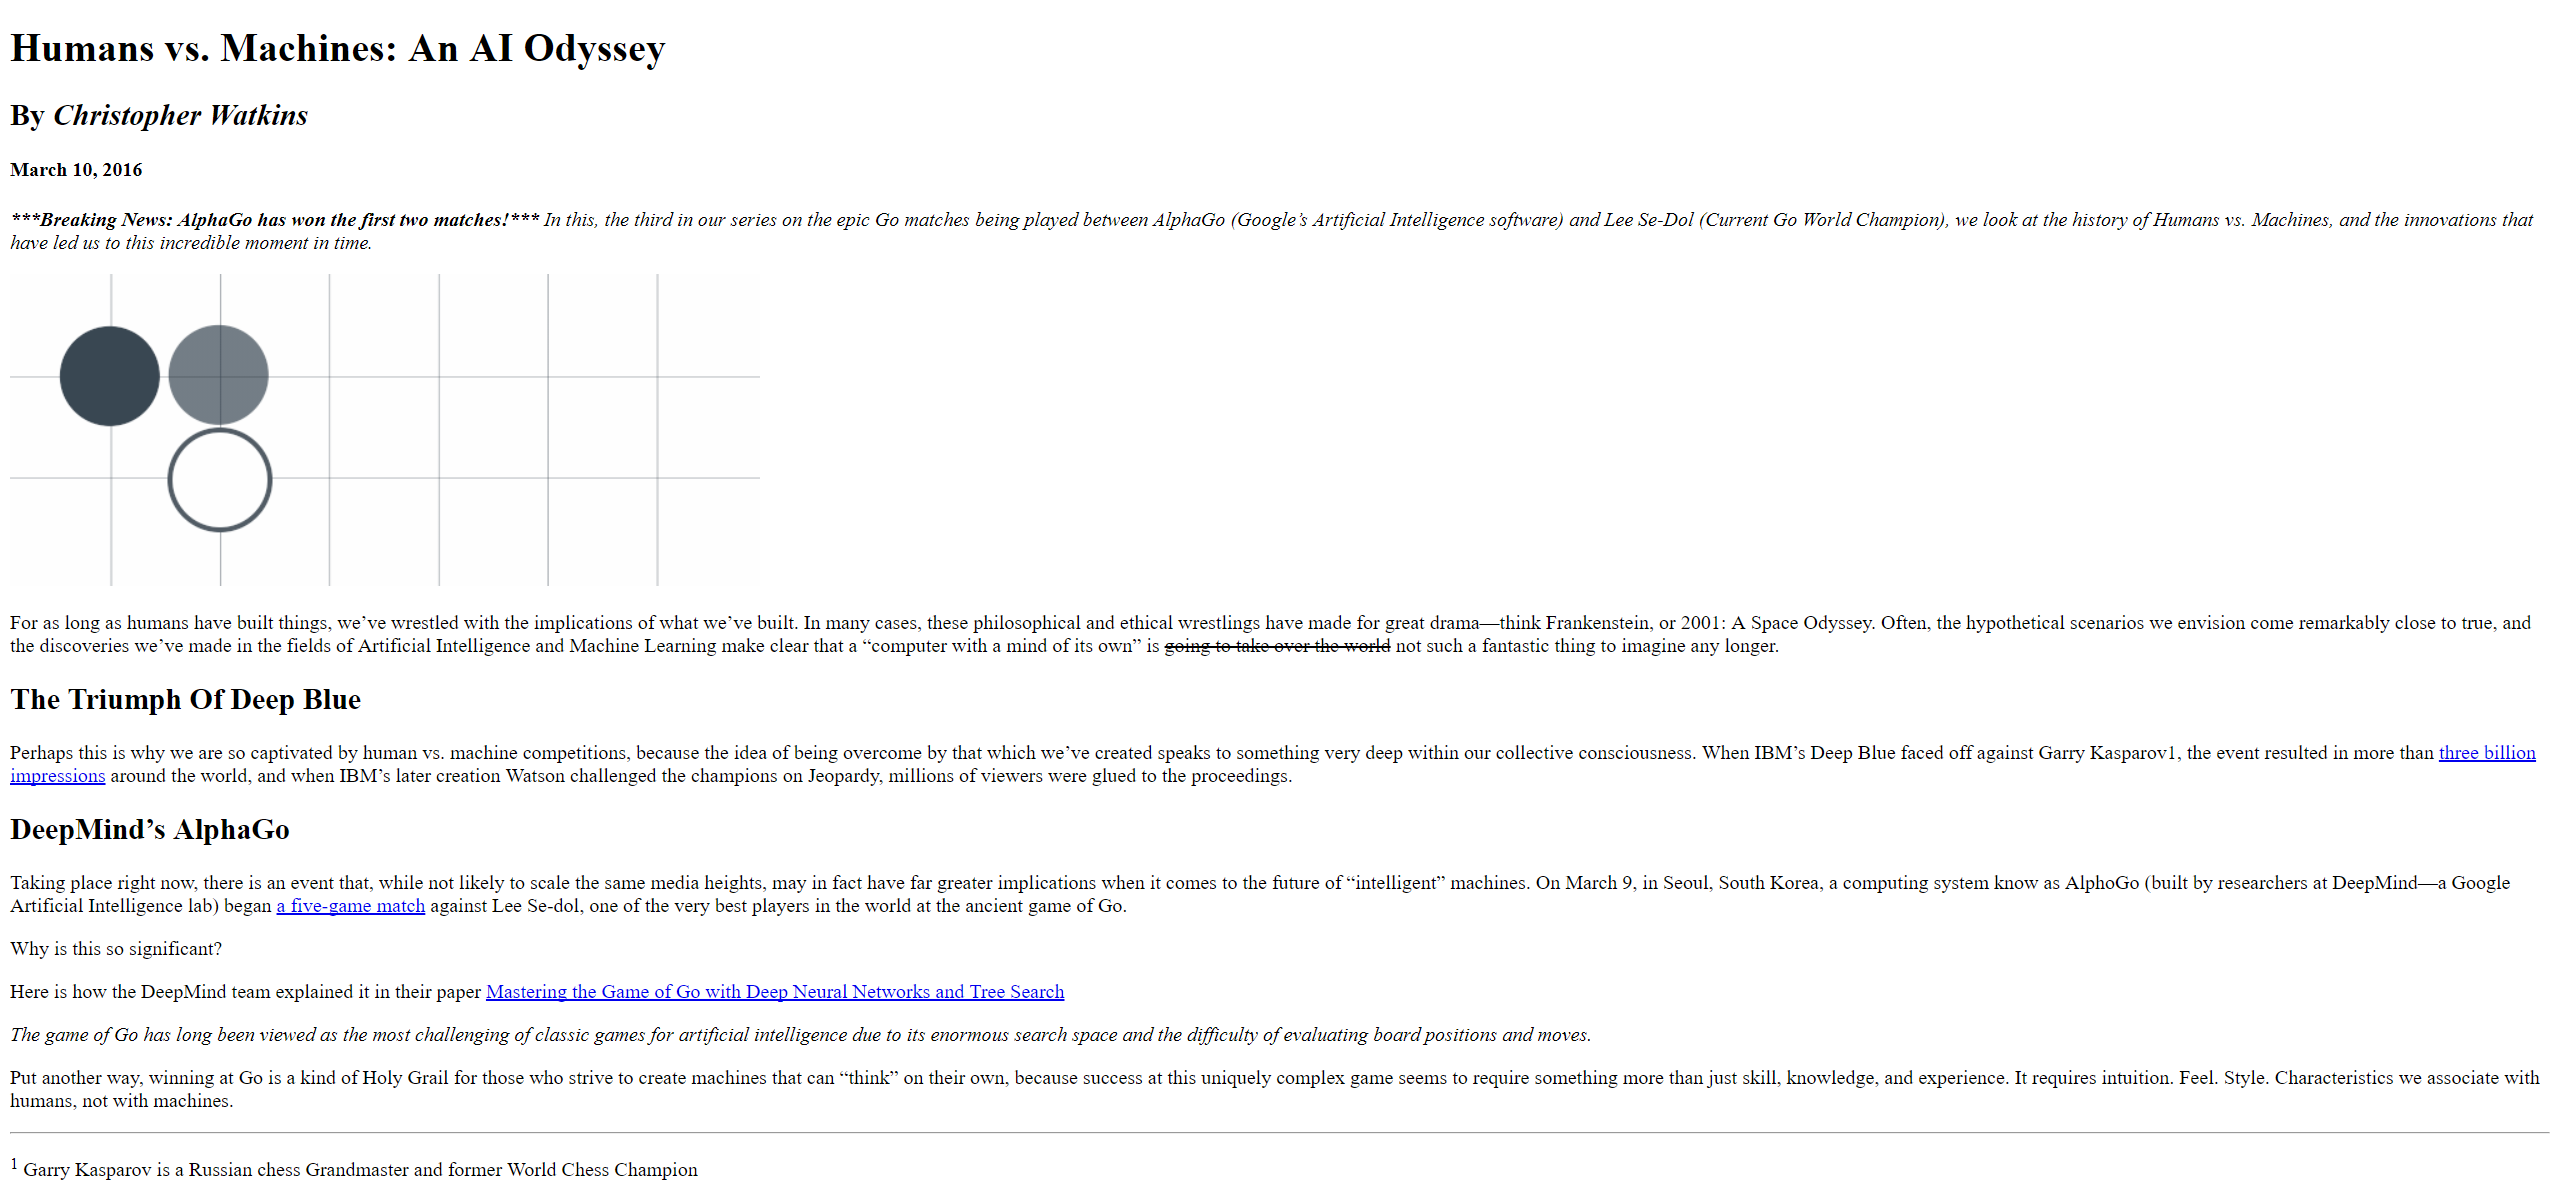 Humans vs. Machines: An AI Odyssey
By Christopher Watkins
March 10, 2016
***Breaking News: AlphaGo has won the first two matches!*** In this, the third in our series on the epic Go matches being played between AlphaGo (Google’s Artificial Intelligence software) and Lee Se-Dol (Current Go World Champion), we look at the history of Humans vs. Machines, and the innovations that
have led us to this incredible moment in time.
For as long as humans have built things, we’ve wrestled with the implications of what we’ve built. In many cases, these philosophical and ethical wrestlings have made for great drama—think Frankenstein, or 2001: A Space Odyssey. Often, the hypothetical scenarios we envision come remarkably close to true, and
the discoveries we’ve made in the fields of Artificial Intelligence and Machine Learning make clear that a “computer with a mind of its own” is going to take over the world not such a fantastic thing to imagine any longer.
The Triumph Of Deep Blue
Perhaps this is why we are so captivated by human vs. machine competitions, because the idea of being overcome by that which we’ve created speaks to something very deep within our collective consciousness. When IBM’s Deep Blue faced off against Garry Kasparov1, the event resulted in more than three billion
impressions around the world, and when IBM’s later creation Watson challenged the champions on Jeopardy, millions of viewers were glued to the proceedings.
DeepMind’s AlphaGo
Taking place right now, there is an event that, while not likely to scale the same media heights, may in fact have far greater implications when it comes to the future of “intelligent” machines. On March 9, in Seoul, South Korea, a computing system know as AlphoGo (built by researchers at DeepMind—a Google
Artificial Intelligence lab) began a five-game match against Lee Se-dol, one of the very best players in the world at the ancient game of Go.
Why is this so significant?
Here is how the DeepMind team explained it in their paper Mastering the Game of Go with Deep Neural Networks and Tree Search
The game of Go has long been viewed as the most challenging of classic games for artificial intelligence due to its enormous search space and the difficulty of evaluating board positions and moves.
Put another way, winning at Go is a kind of Holy Grail for those who strive to create machines that can “think” on their own, because success at this uniquely complex game seems to require something more than just skill, knowledge, and experience. It requires intuition. Feel. Style. Characteristics we associate with
humans, not with machines.
1 Garry Kasparov is a Russian chess Grandmaster and former World Chess Champion